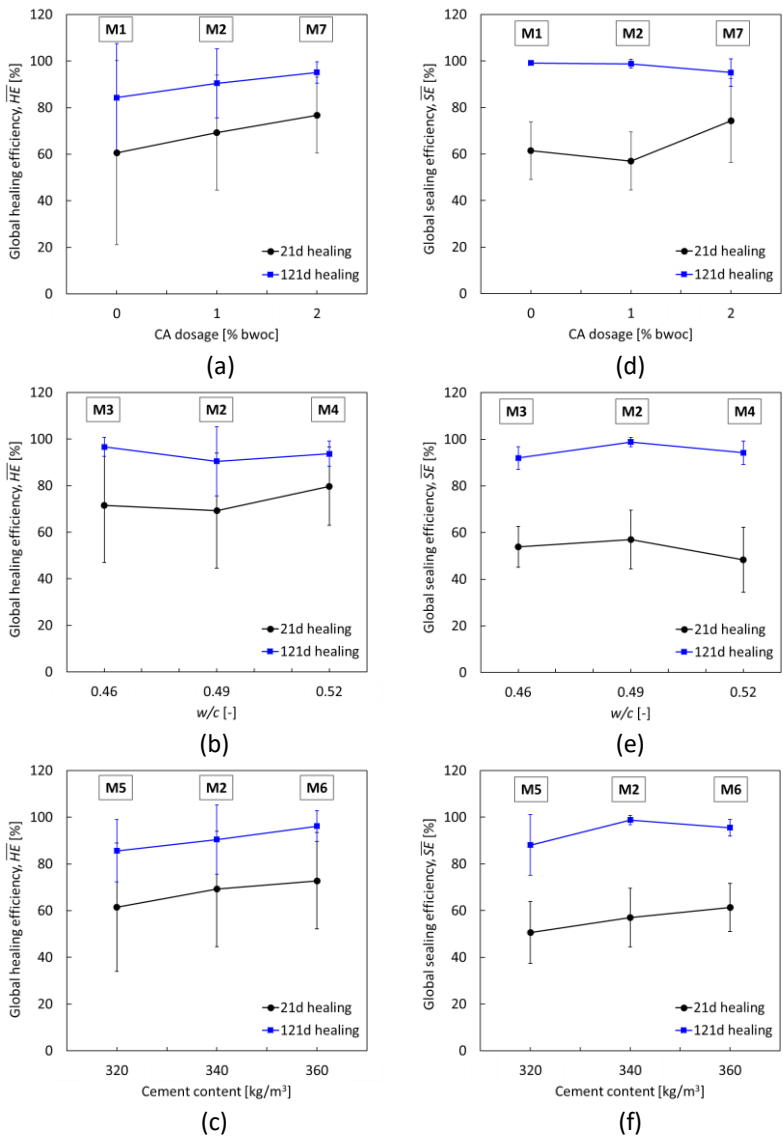 M1 M2 M7
Global healing efficiency, HE [%]
120
100
80
60
40
20
0
21d healing
121d healing
0 1 2
CA dosage [% bwoc]
(a)
M1 M2 M7
Global sealing efficiency, SE [%]
120
100
80
60
40
20
0
21d healing
121d healing
0 1 2
CA dosage [% bwoc]
(d)
M3 M2 M4
Global healing efficiency, HE [%]
120
100
80
60
40
20
0
21d healing
121d healing
0.46 0.49 0.52
w/c [-]
(b)
M3 M2 M4
Global sealing efficiency, SE [%]
120
100
80
60
40
20
0
21d healing
121d healing
0.46 0.49 0.52
w/c [-]
(e)
M5 M2 M6
Global healing efficiency, HE [%]
120
100
80
60
40
20
0
21d healing
121d healing
320 340 360
Cement content [kg/m³]
(c)
M5 M2 M6
Global sealing efficiency, SE [%]
120
100
80
60
40
20
0
21d healing
121d healing
320 340 360
Cement content [kg/m³]
(f)